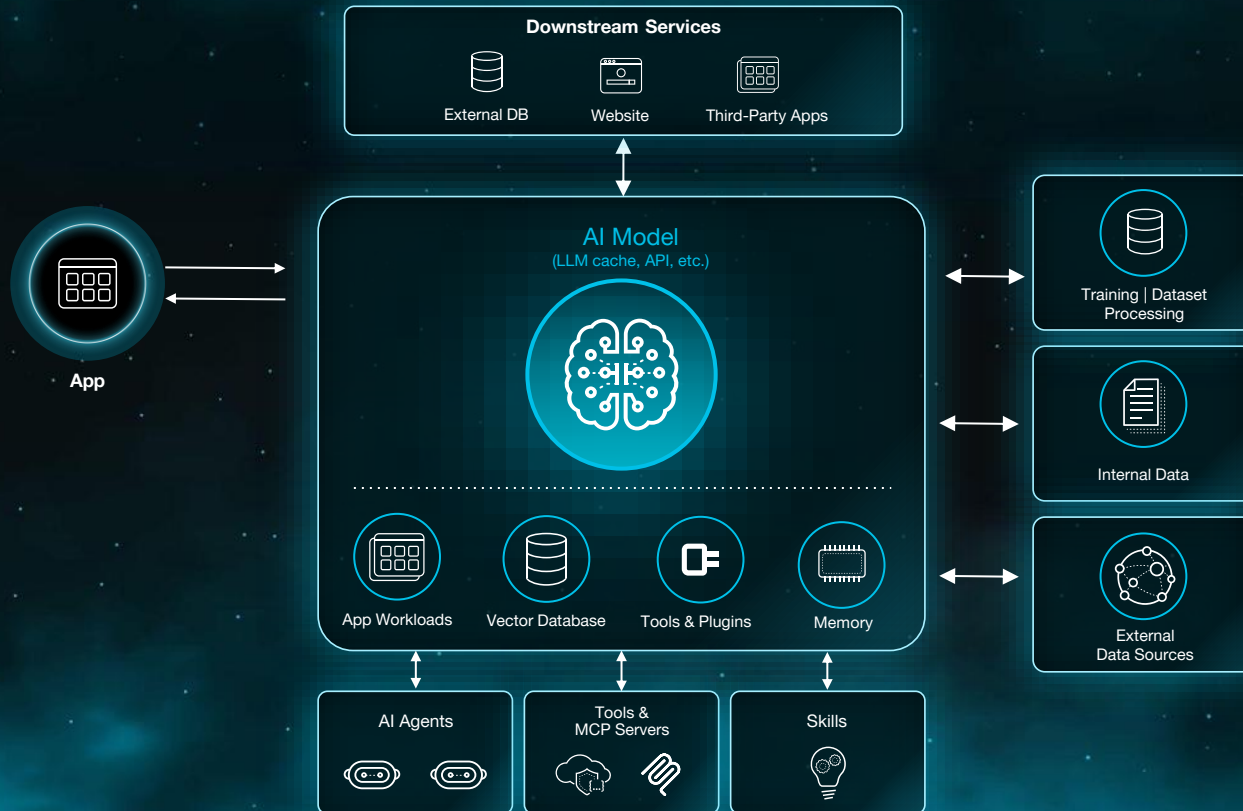 Downstream Services
External DB
Website
Third-Party Apps
AI Model
(LLM cache, API, etc.)
App
Training | Dataset
Processing
Internal Data
External
Data Sources
App Workloads
Vector Database
Tools & Plugins
Memory
AI Agents
Tools &
MCP Servers
Skills
{...}